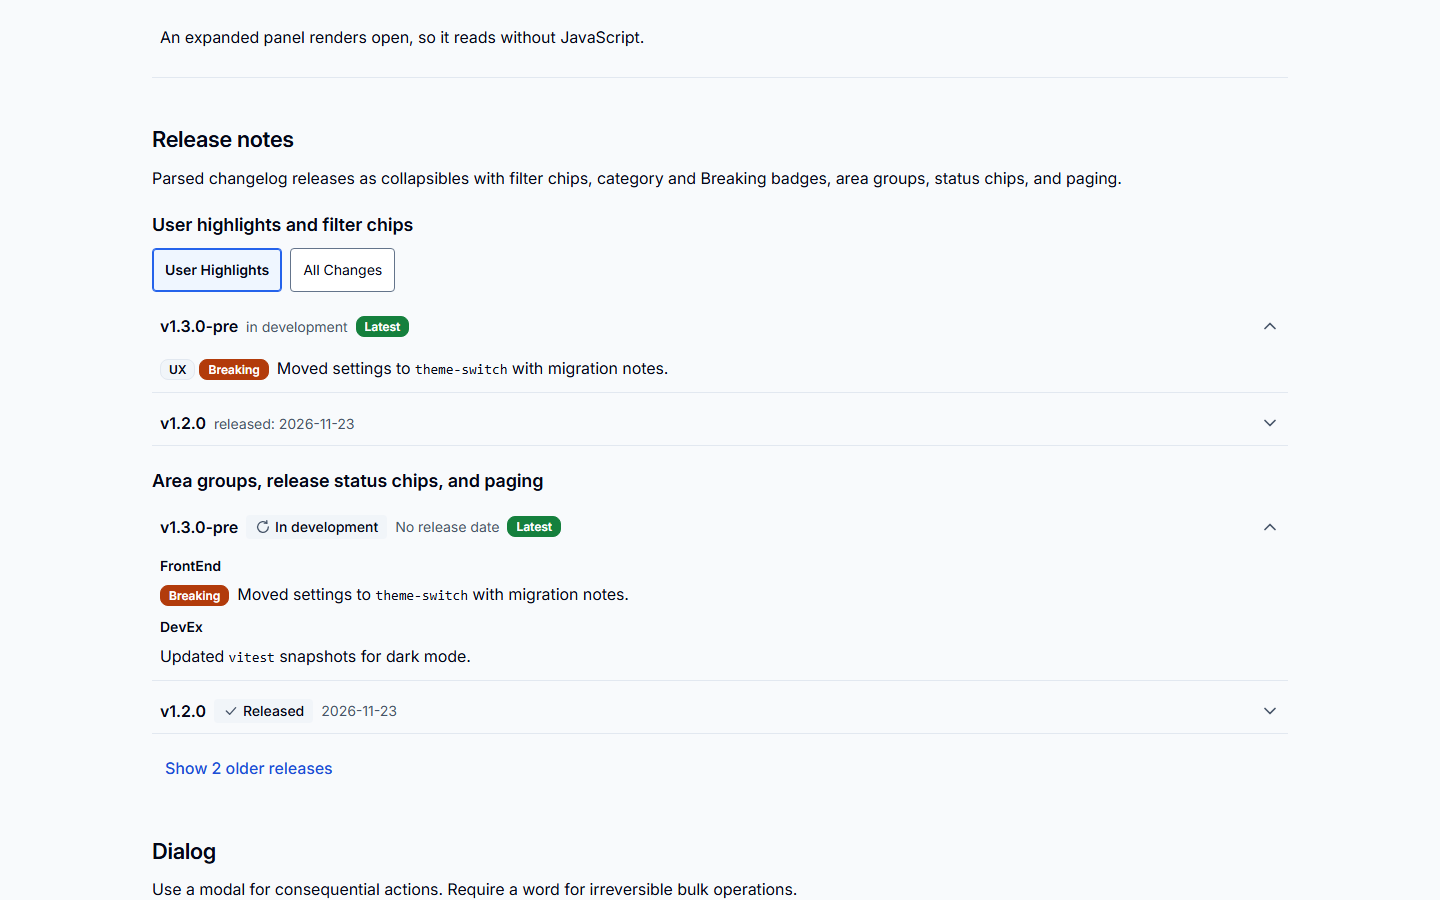 An expanded panel renders open, so it reads without JavaScript.
Release notes
Parsed changelog releases as collapsibles with filter chips, category and Breaking badges, area groups, status chips, and paging.
User highlights and filter chips
User Highlights All Changes
v1.3.0-pre in development Latest
UX Breaking Moved settings to theme-switch with migration notes.
v1.2.0 released: 2026-11-23
Area groups, release status chips, and paging
v1.3.0-pre In development No release date Latest
FrontEnd
Breaking Moved settings to theme-switch with migration notes.
DevEx
Updated vitest snapshots for dark mode.
v1.2.0 Released 2026-11-23
Show 2 older releases
Dialog
Use a modal for consequential actions. Require a word for irreversible bulk operations.